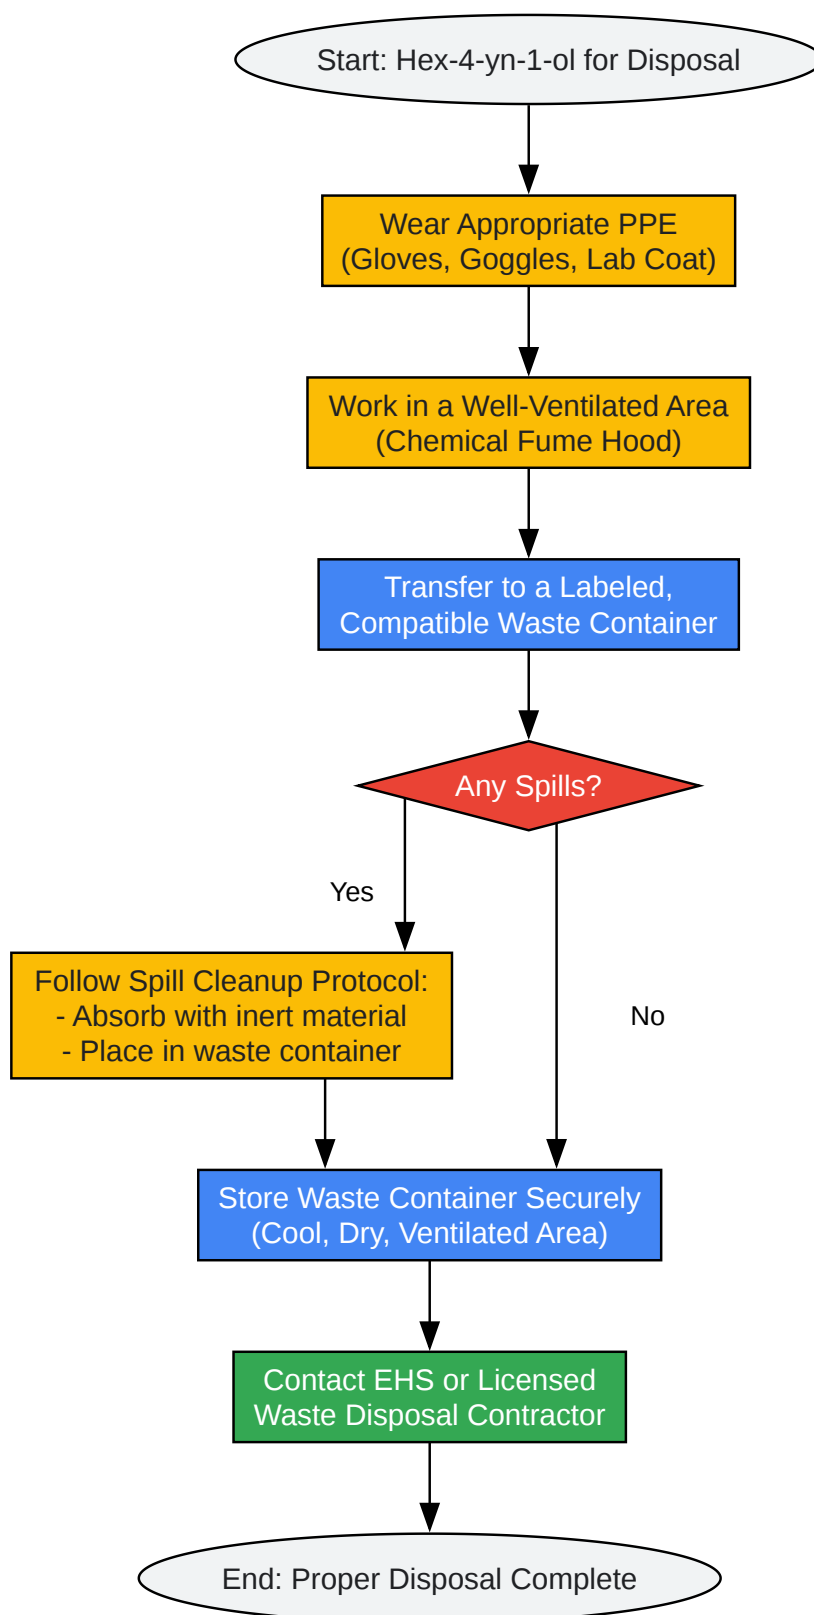 Start: Hex-4-yn-1-ol for Disposal
Wear Appropriate PPE
(Gloves, Goggles, Lab Coat)
Work in a Well-Ventilated Area
(Chemical Fume Hood)
Transfer to a Labeled,
Compatible Waste Container
Any Spills?
Yes
Follow Spill Cleanup Protocol:
- Absorb with inert material
- Place in waste container
No
Store Waste Container Securely
(Cool, Dry, Ventilated Area)
Contact EHS or Licensed
Waste Disposal Contractor
End: Proper Disposal Complete